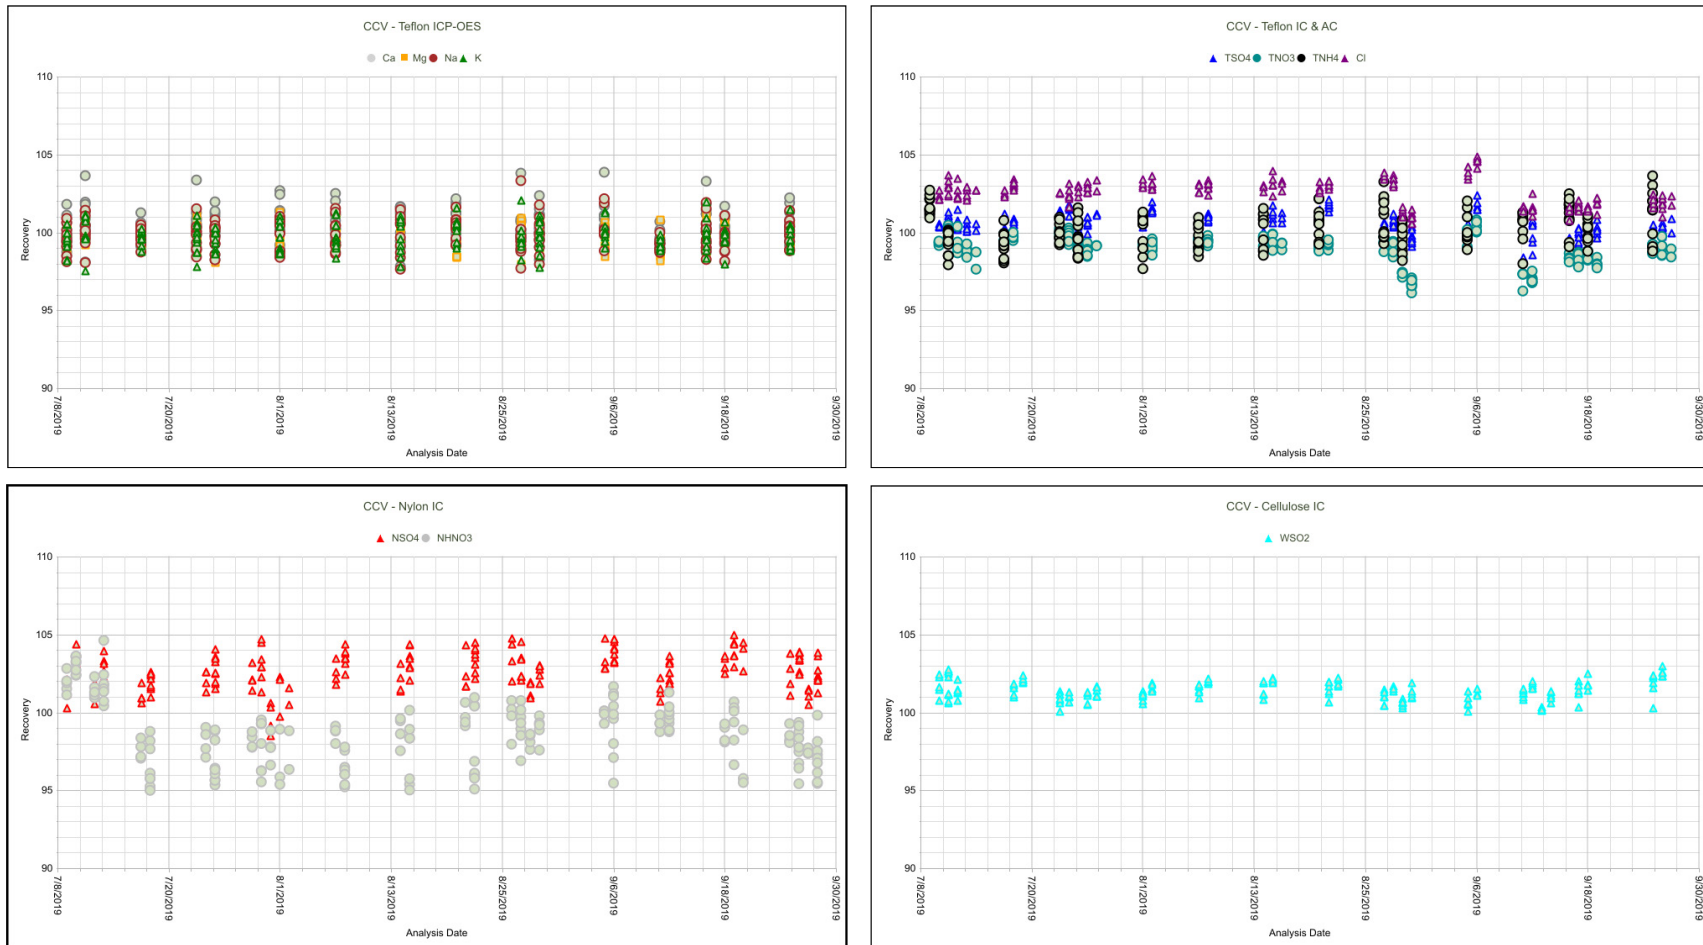 CCV - Teflon ICP-OES
Ca Mg Na K
110
105
100
95
90
Recovery
7/8/2019 7/20/2019 8/1/2019 8/13/2019 8/25/2019 9/6/2019 9/18/2019 9/30/2019
Analysis Date
CCV - Teflon IC & AC
TSO4 TNO3 TNH4 Cl
110
105
100
95
90
Recovery
7/8/2019 7/20/2019 8/1/2019 8/13/2019 8/25/2019 9/6/2019 9/18/2019 9/30/2019
Analysis Date
CCV - Nylon IC
NSO4 NHNO3
110
105
100
95
90
Recovery
7/8/2019 7/20/2019 8/1/2019 8/13/2019 8/25/2019 9/6/2019 9/18/2019 9/30/2019
Analysis Date
CCV - Cellulose IC
WSO2
110
105
100
95
90
Recovery
7/8/2019 7/20/2019 8/1/2019 8/13/2019 8/25/2019 9/6/2019 9/18/2019 9/30/2019
Analysis Date